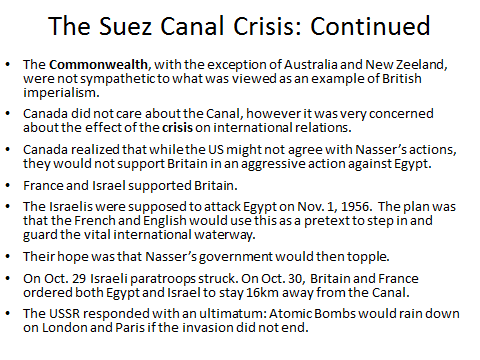 The Suez Canal Crisis: Continued
• The Commonwealth, with the exception of Australia and New Zeeland,
were not sympathetic to what was viewed as an example of British
imperialism.
• Canada did not care about the Canal, however it was very concerned
about the effect of the crisis on international relations.
• Canada realized that while the US might not agree with Nasser's actions,
they would not support Britain in an aggressive action against Egypt.
• France and Israel supported Britain.
• The Israelis were supposed to attack Egypt on Nov. 1, 1956. The plan was
that the French and English would use this as a pretext to step in and
guard the vital international waterway.
• Their hope was that Nasser's government would then topple.
• On Oct. 29 Israeli paratroops struck. On Oct. 30, Britain and France
ordered both Egypt and Israel to stay 16km away from the Canal.
• The USSR responded with an ultimatum: Atomic Bombs would rain down
on London and Paris if the invasion did not end.